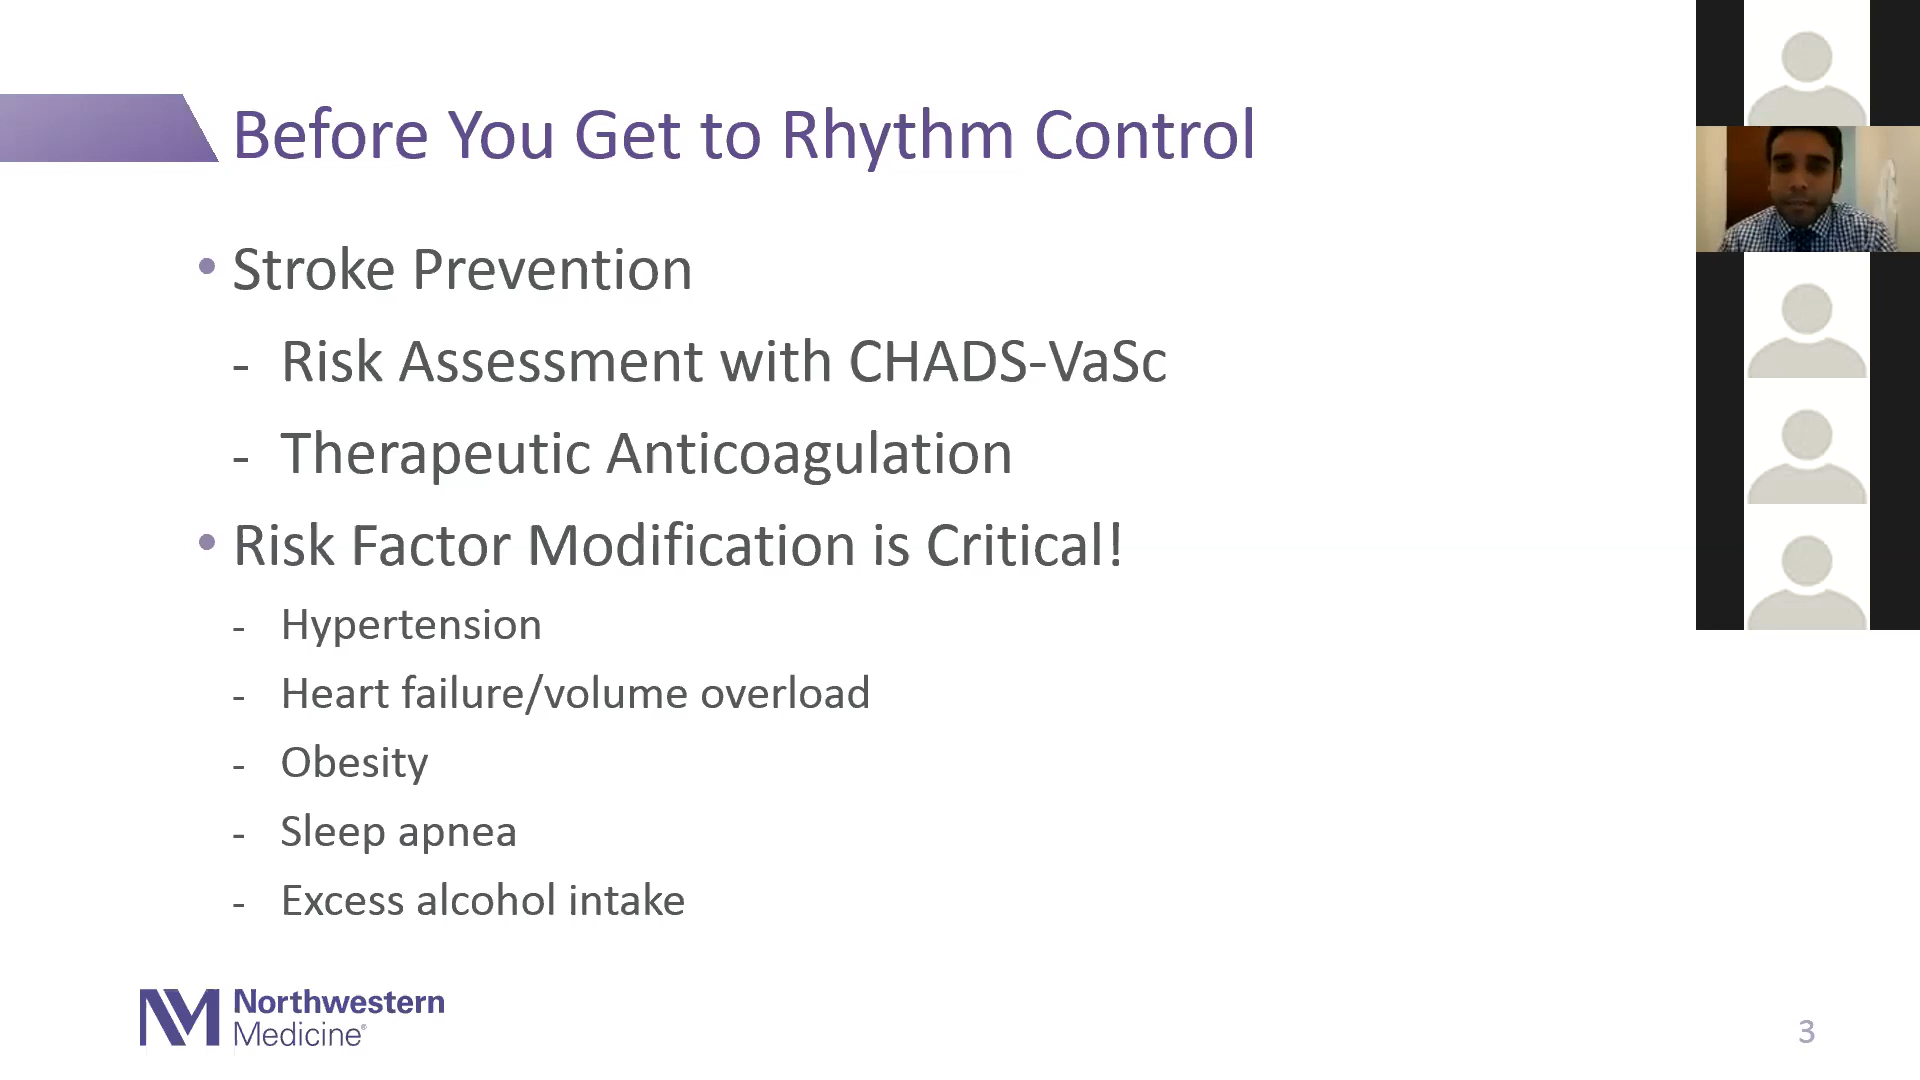 Before You Get to Rhythm Control
• Stroke Prevention
- Risk Assessment with CHADS-VaSc
- Therapeutic Anticoagulation
• Risk Factor Modification is Critical!
- Hypertension
- Heart failure/volume overload
- Obesity
- Sleep apnea
- Excess alcohol intake
NM Northwestern
Medicine®
3